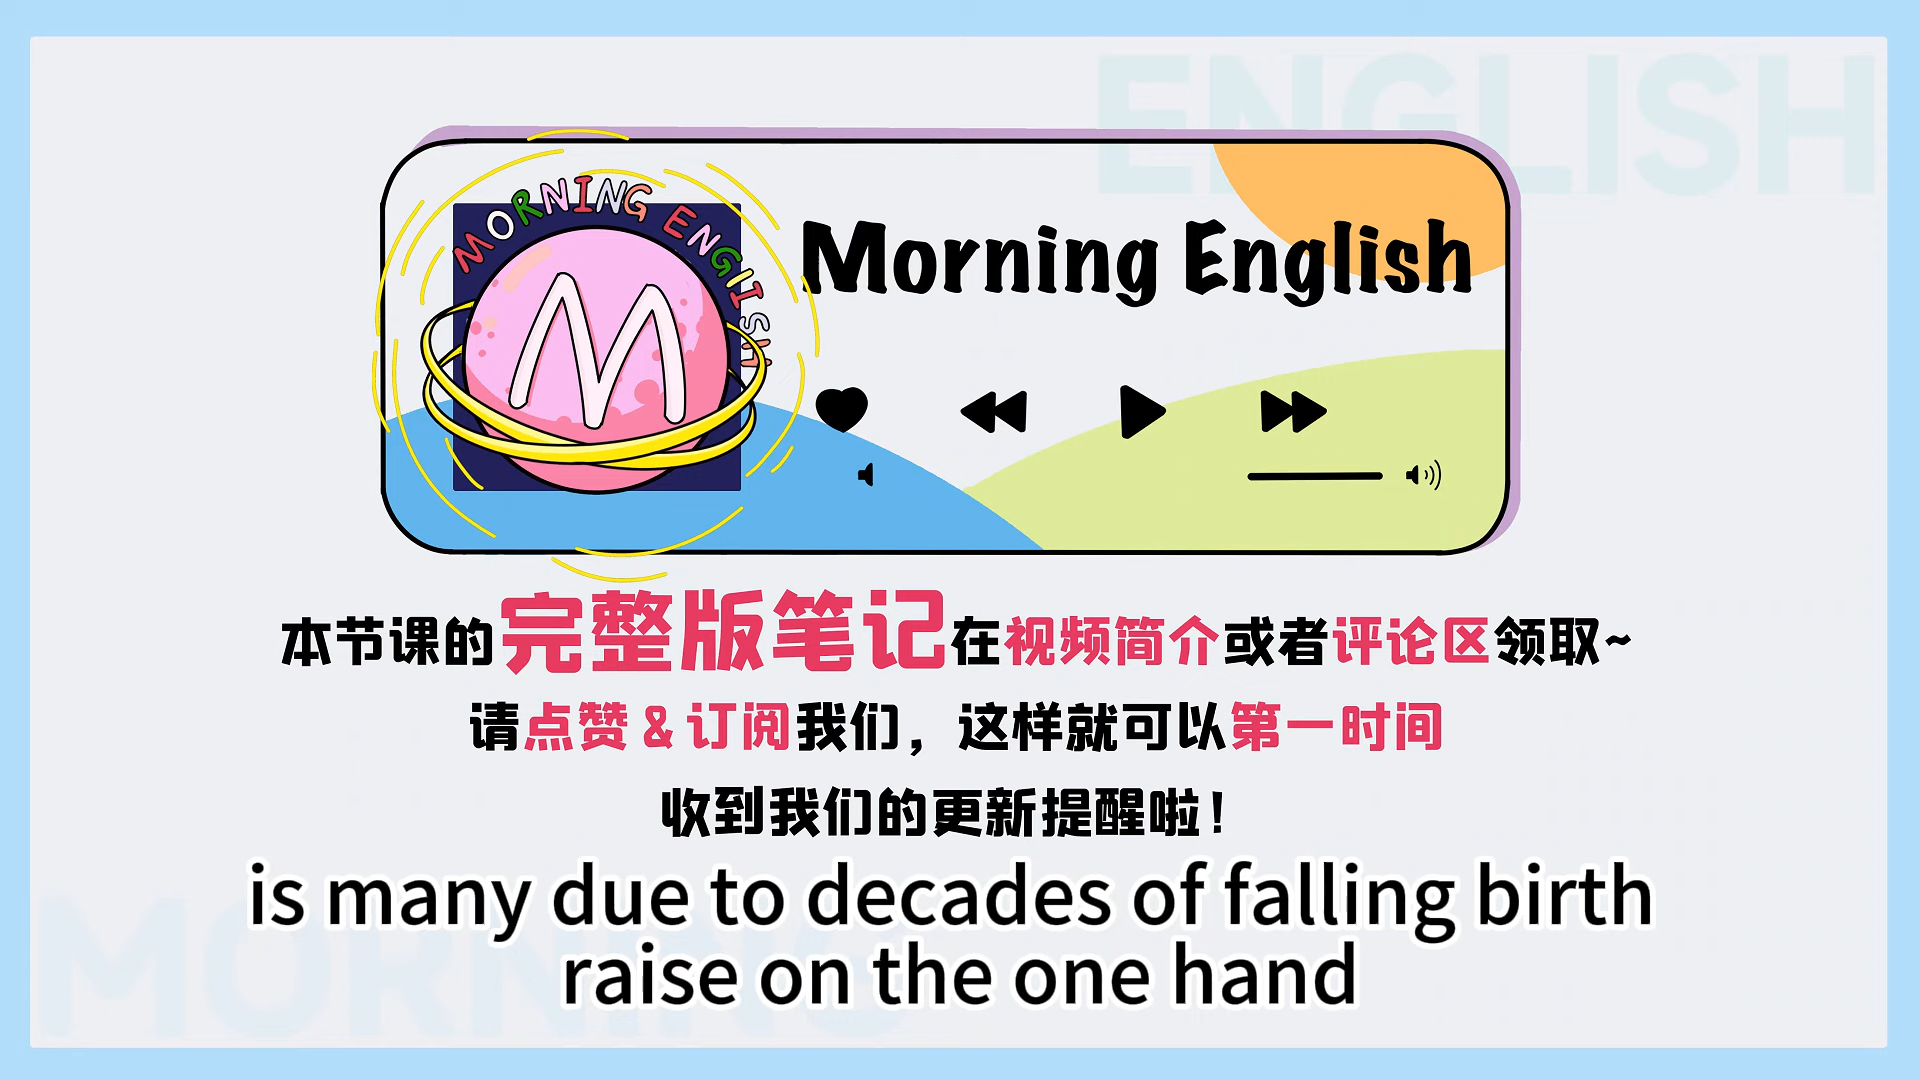 ENGLISH
MORNING ENGLISH
M
Morning English
本节课的完整版笔记在视频简介或者评论区领取~
请点赞&订阅我们，这样就可以第一时间
收到我们的更新提醒啦！
is many due to decades of falling birth
raise on the one hand
MORNING